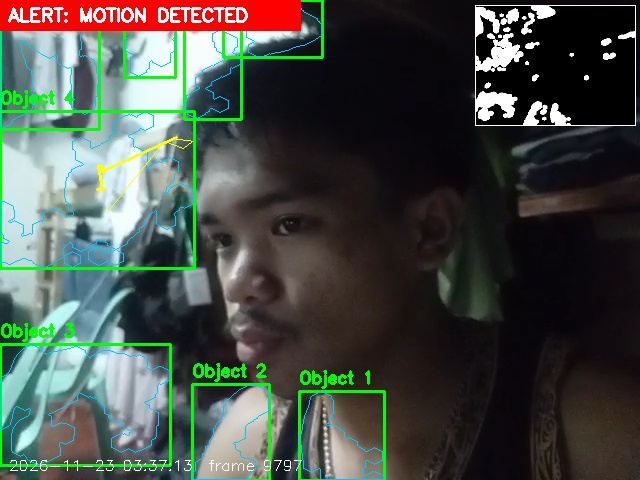 ALERT: MOTION DETECTED
Object 4
Object 3
Object 2
Object 1
2026-11-23 03:37:13 frame 9797